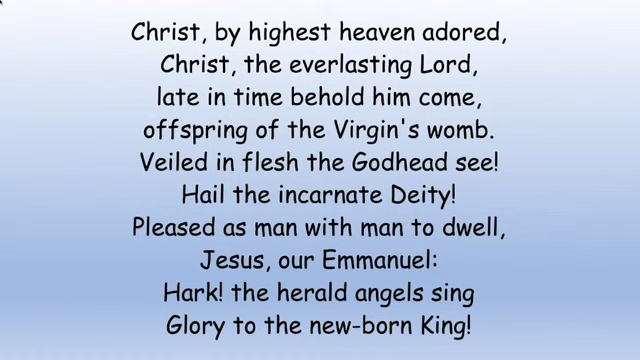 Christ, by highest heaven adored,
Christ, the everlasting Lord,
late in time behold him come,
offspring of the Virgin's womb.
Veiled in flesh the Godhead see!
Hail the incarnate Deity!
Pleased as man with man to dwell,
Jesus, our Emmanuel:
Hark! the herald angels sing
Glory to the new-born King!